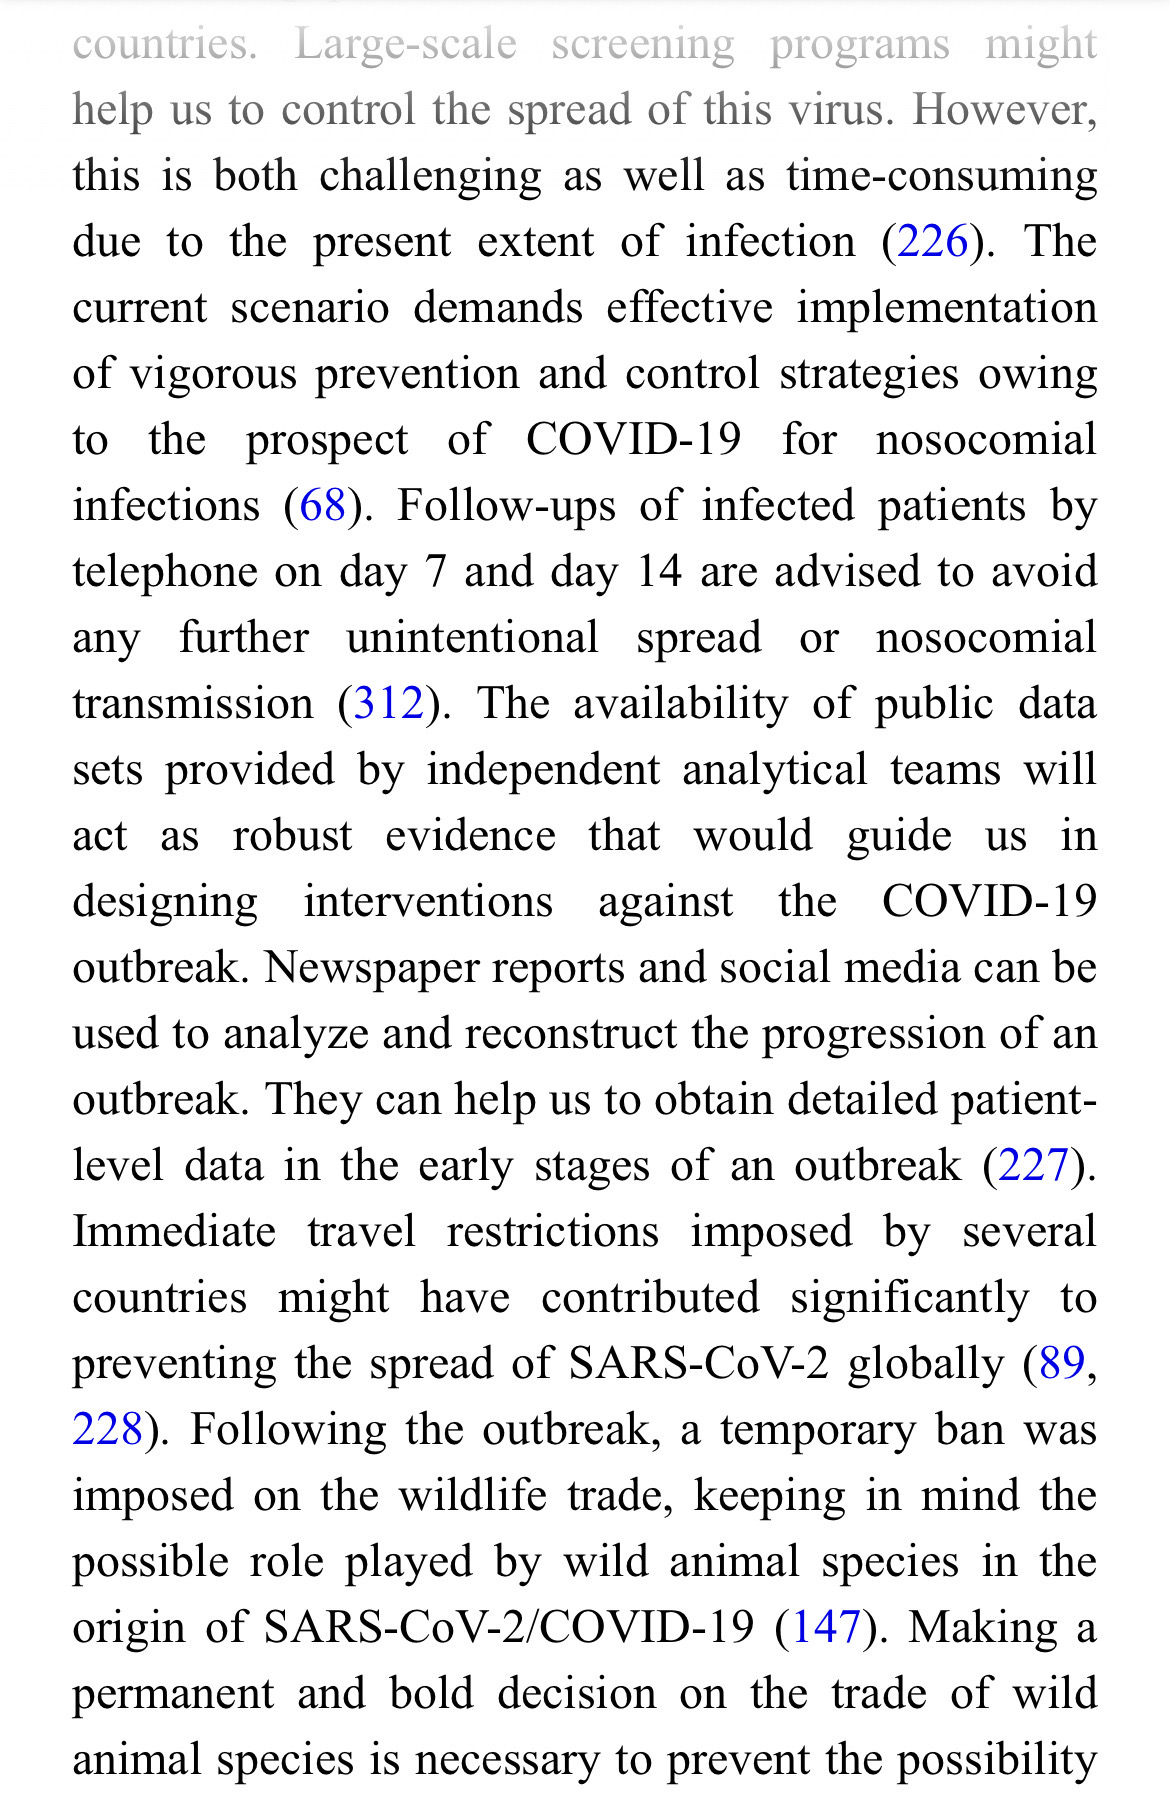 countries. Large-scale screening programs might
help us to control the spread of this virus. However,
this is both challenging as well as time-consuming
due to the present extent of infection (226). The
current scenario demands effective implementation
of vigorous prevention and control strategies owing
to the prospect of COVID-19 for nosocomial
infections (68). Follow-ups of infected patients by
telephone on day 7 and day 14 are advised to avoid
any further unintentional spread or nosocomial
transmission (312). The availability of public data
sets provided by independent analytical teams will
act as robust evidence that would guide us in
designing interventions against the COVID-19
outbreak. Newspaper reports and social media can be
used to analyze and reconstruct the progression of an
outbreak. They can help us to obtain detailed patient-
level data in the early stages of an outbreak (227).
Immediate travel restrictions imposed by several
countries might have contributed significantly to
preventing the spread of SARS-CoV-2 globally (89,
228). Following the outbreak, a temporary ban was
imposed on the wildlife trade, keeping in mind the
possible role played by wild animal species in the
origin of SARS-CoV-2/COVID-19 (147). Making a
permanent and bold decision on the trade of wild
animal species is necessary to prevent the possibility